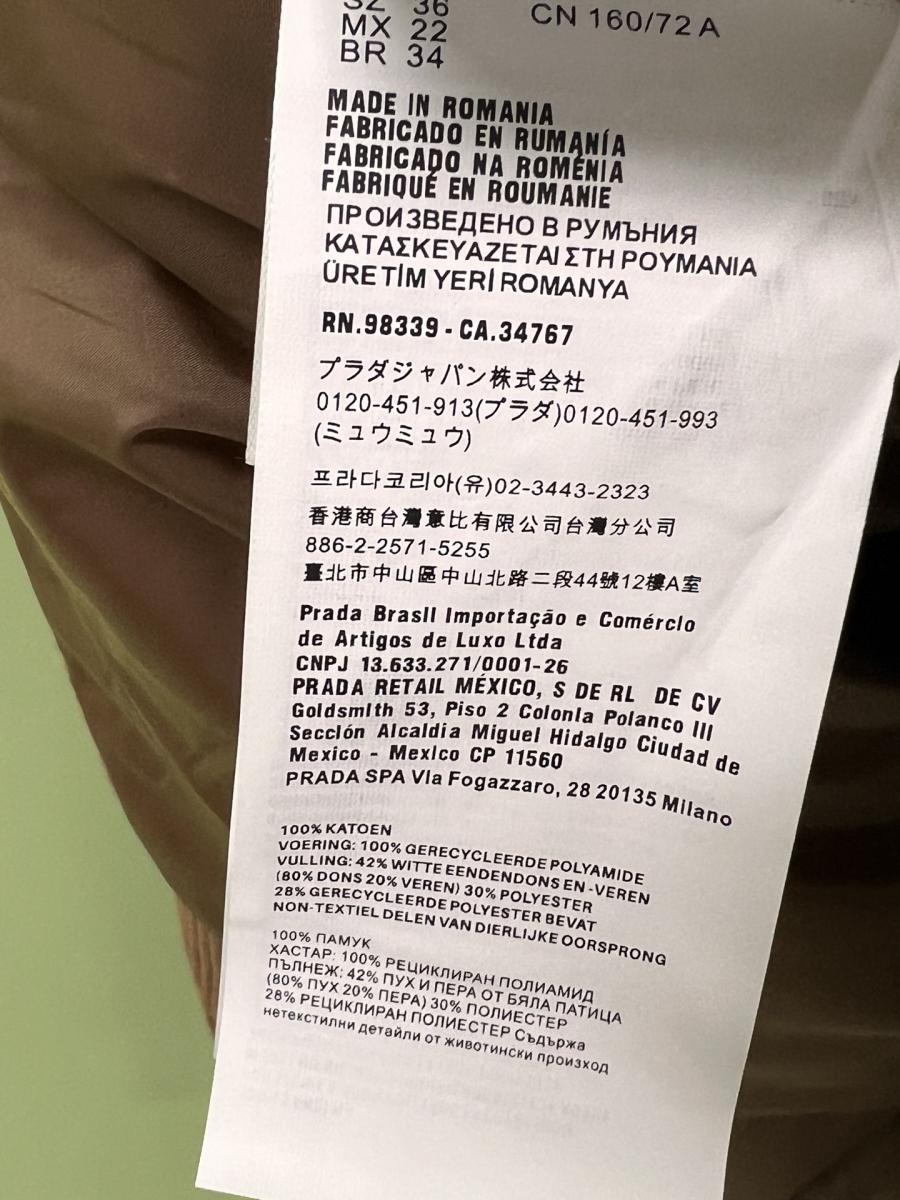 SZ 36
CN 160/72 A
MX 22
BR 34
MADE IN ROMANIA
FABRICADO EN RUMANÍA
FABRICADO NA ROMÉNIA
FABRIQUÉ EN ROUMANIE
ПРОИЗВЕДЕНО В РУМЪНИЯ
ΚΑΤΑΣΚΕΥΑΖΕΤΑΙ ΣΤΗ ΡΟΥΜΑΝΙΑ
ÜRETİM YERİ ROMANYA
RN.98339 - CA.34767
プラダジャパン株式会社
0120-451-913(プラダ)0120-451-993
(ミュウミュウ)
프라다코리아(유)02-3443-2323
香港商台灣意比有限公司台灣分公司
886-2-2571-5255
臺北市中山區中山北路二段44號12樓A室
Prada Brasil Importação e Comércio
de Artigos de Luxo Ltda
CNPJ 13.633.271/0001-26
PRADA RETAIL MÉXICO, S DE RL DE CV
Goldsmith 53, Piso 2 Colonia Polanco III
Sección Alcaldía Miguel Hidalgo Ciudad de
Mexico - Mexico CP 11560
PRADA SPA Via Fogazzaro, 28 20135 Milano
100% KATOEN
VOERING: 100% GERECYCLEERDE POLYAMIDE
VULLING: 42% WITTE EENDENDONS EN -VEREN
(80% DONS 20% VEREN) 30% POLYESTER
28% GERECYCLEERDE POLYESTER BEVAT
NON-TEXTIEL DELEN VAN DIERLIJKE OORSPRONG
100% ПАМУК
ХАСТАР: 100% РЕЦИКЛИРАН ПОЛИАМИД
ПЪЛНЕЖ: 42% ПУХ И ПЕРА ОТ БЯЛА ПАТИЦА
(80% ПУХ 20% ПЕРА) 30% ПОЛИЕСТЕР
28% РЕЦИКЛИРАН ПОЛИЕСТЕР Съдържа
нетекстилни детайли от животински произход